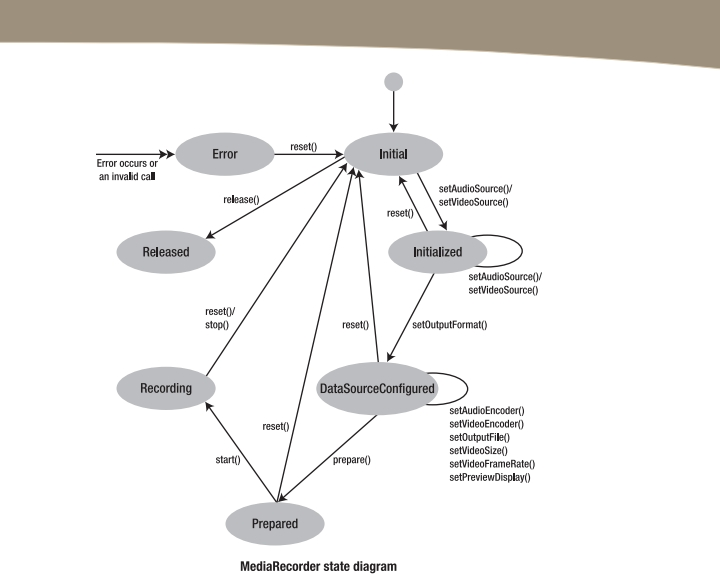 Error occurs or
an invalid call
Error
reset()
Initial
setAudioSource()/
setVideoSource()
release()
reset()
Released
Initialized
setAudioSource()/
setVideoSource()
reset()/
stop()
reset()
setOutputFormat()
Recording
DataSourceConfigured
setAudioEncoder()
setVideoEncoder()
setOutputFile()
setVideoSize()
setVideoFrameRate()
setPreviewDisplay()
reset()
start()
prepare()
Prepared
MediaRecorder state diagram